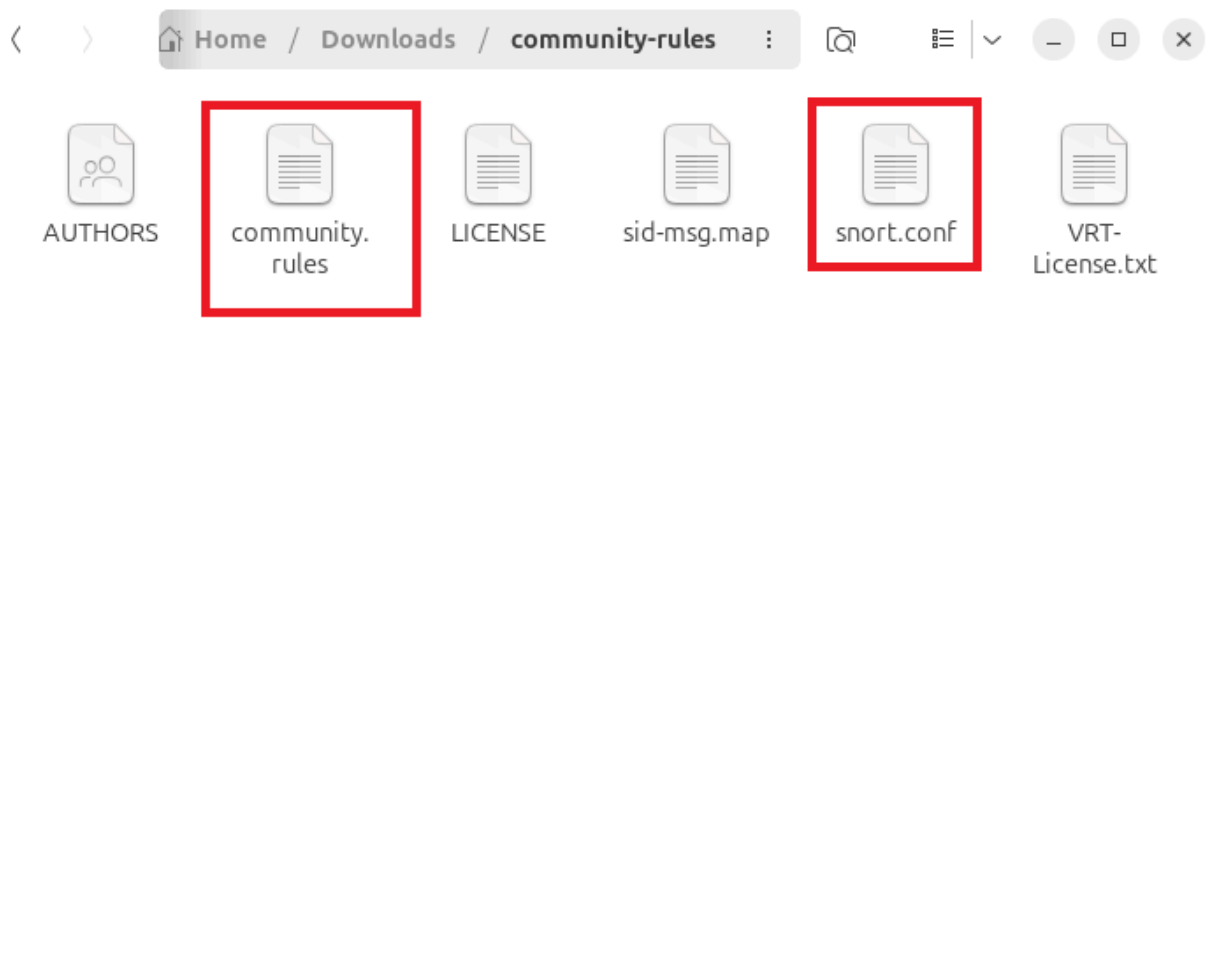 Home / Downloads / community-rules
AUTHORS
community.
rules
LICENSE
sid-msg.map
snort.conf
VRT-
License.txt